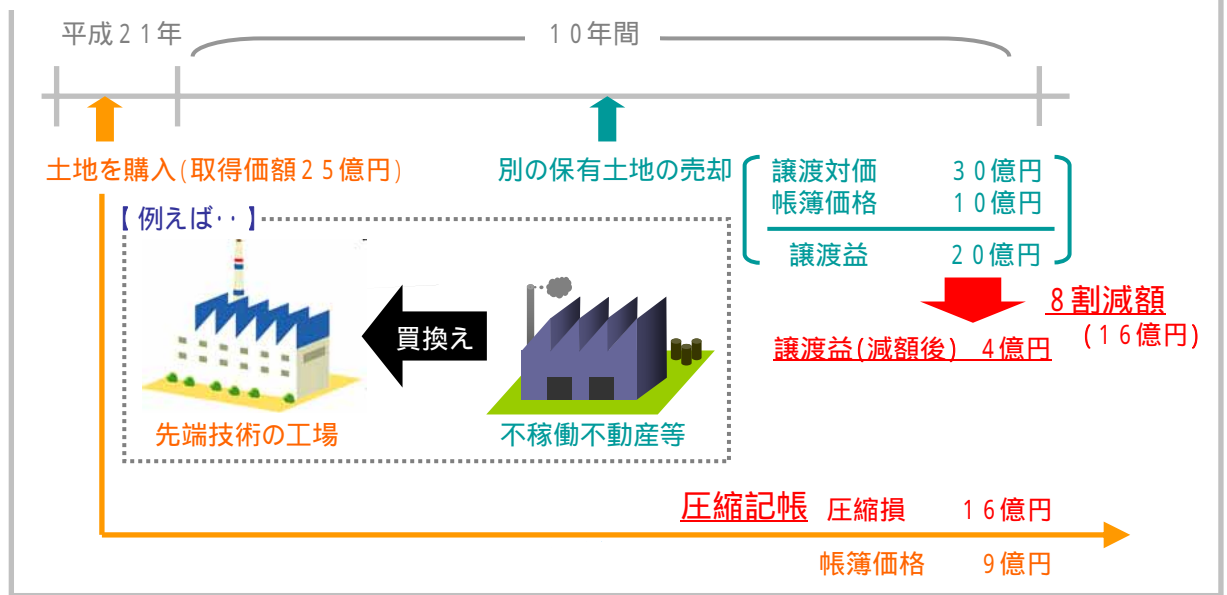 平成21年
10年間
土地を購入(取得価額25億円)
別の保有土地の売却
譲渡対価 30億円
帳簿価格 10億円
譲渡益 20億円
8割減額
(16億円)
譲渡益(減額後) 4億円
【例えば‥】
買換え
先端技術の工場
不稼働不動産等
圧縮記帳 圧縮損 16億円
帳簿価格 9億円